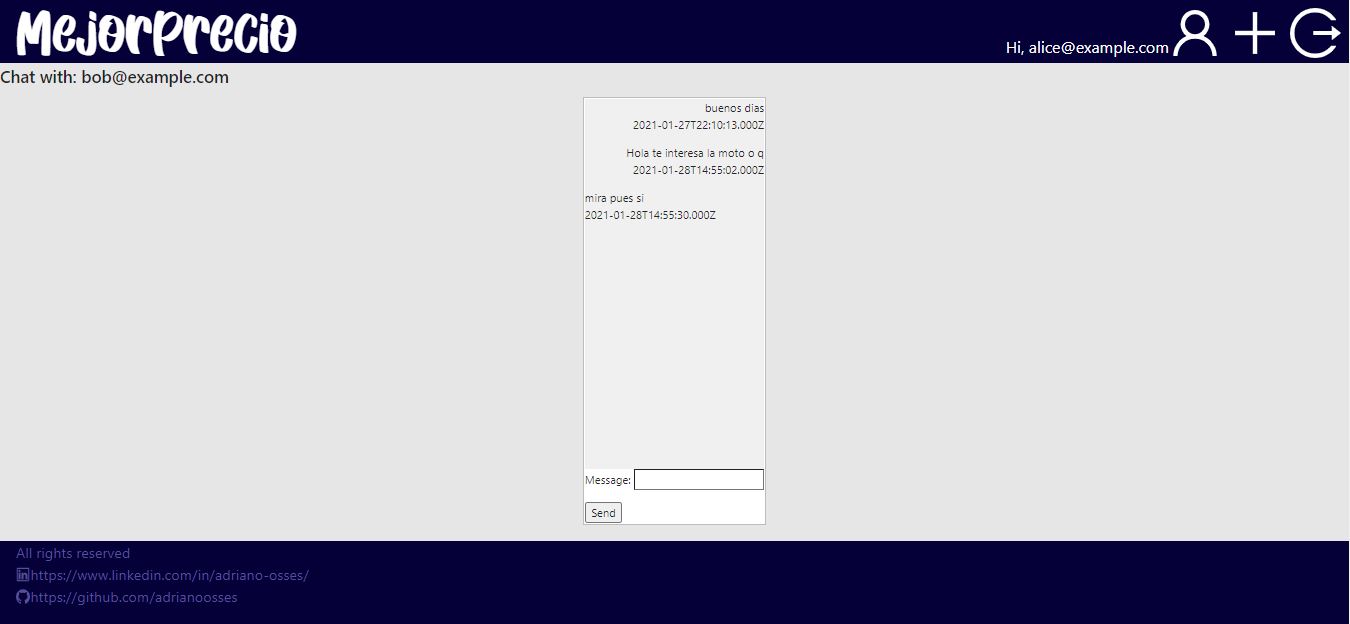 MejorPrecio
Hi, alice@example.com
Chat with: bob@example.com
buenos dias
2021-01-27T22:10:13.000Z
Hola te interesa la moto o q
2021-01-28T14:55:02.000Z
mira pues si
2021-01-28T14:55:30.000Z
Message:
Send
All rights reserved
https://www.linkedin.com/in/adriano-osses/
https://github.com/adrianoosses